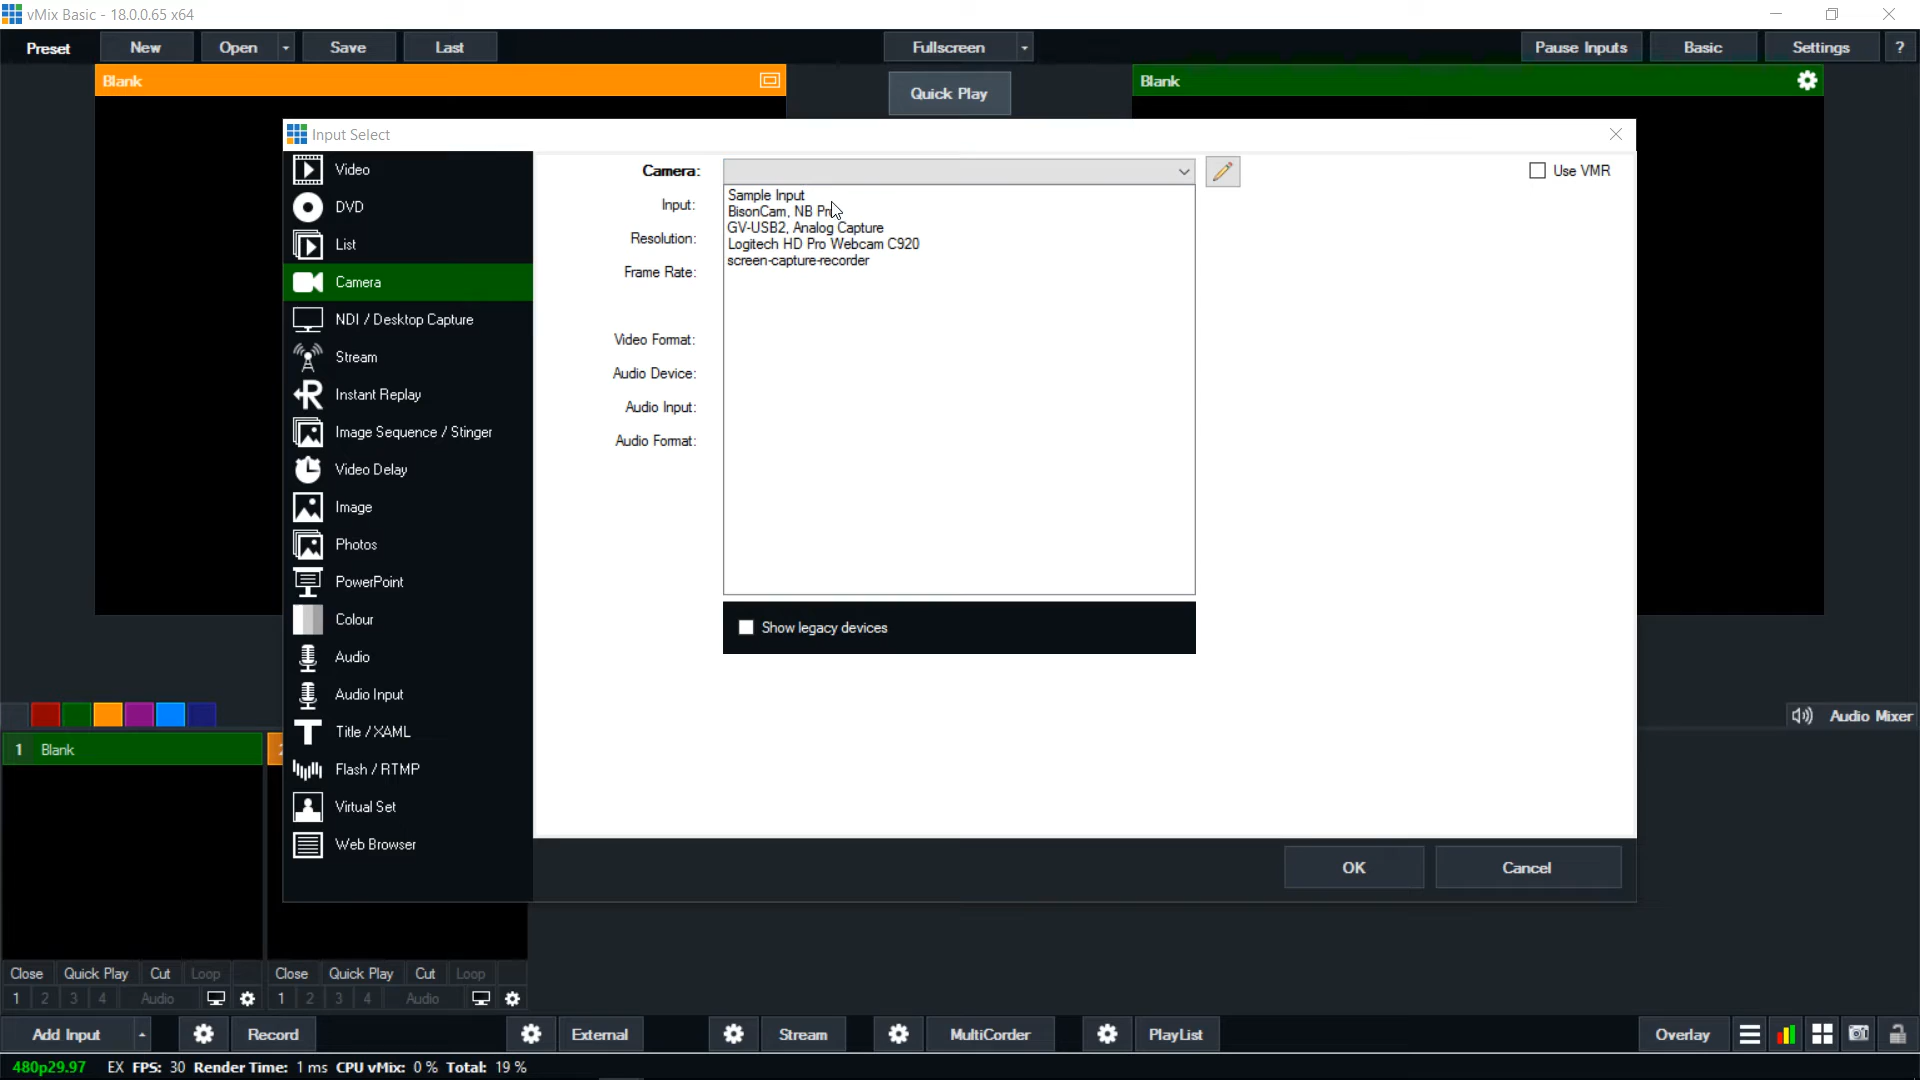 vMix Basic - 18.0.0.65 x64
Preset New Open Save Last Fullscreen Pause Inputs Basic Settings ?
Blank Quick Play Blank
Input Select
Video
DVD
List
Camera
NDI / Desktop Capture
Stream
Instant Replay
Image Sequence / Stinger
Video Delay
Image
Photos
PowerPoint
Colour
Audio
Audio Input
Title / XAML
Flash / RTMP
Virtual Set
Web Browser
Camera: Use VMR
Input:
Resolution:
Frame Rate:
Video Format:
Audio Device:
Audio Input:
Audio Format:
Sample Input
BisonCam, NB
GV-USB2, Analog Capture
Logitech HD Pro Webcam C920
screen-capture-recorder
Show legacy devices
OK Cancel
Audio Mixer
1 Blank
Close Quick Play Cut Loop Close Quick Play Cut Loop
1 2 3 4 Audio 1 2 3 4 Audio
Add Input Record External Stream MultiCorder PlayList Overlay
480p29.97 EX FPS: 30 Render Time: 1 ms CPU vMix: 0 % Total: 19 %